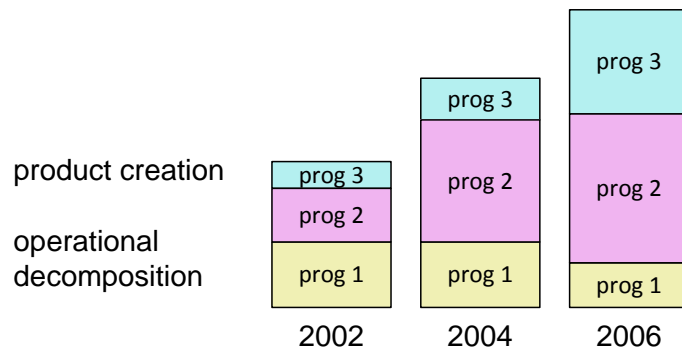 product creation
operational
decomposition
prog 3
prog 2
prog 1
2002
prog 3
prog 2
prog 1
2004
prog 3
prog 2
prog 1
2006